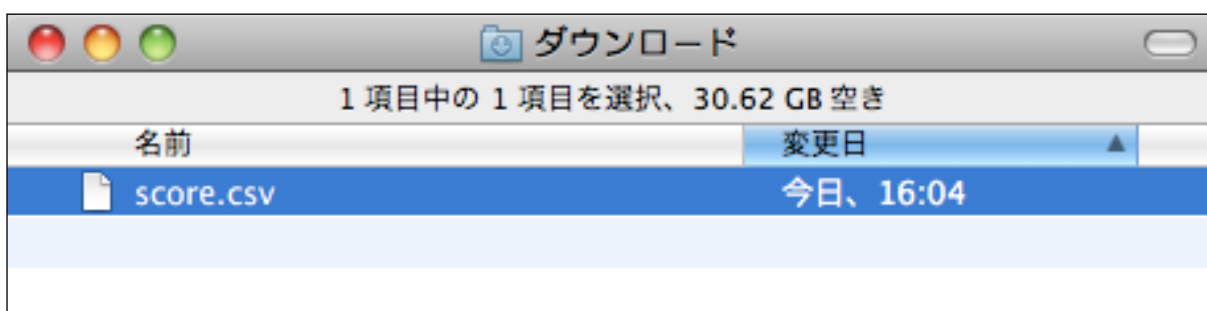 ダウンロード
1 項目中の 1 項目を選択、30.62 GB 空き
名前 変更日
score.csv 今日、16:04